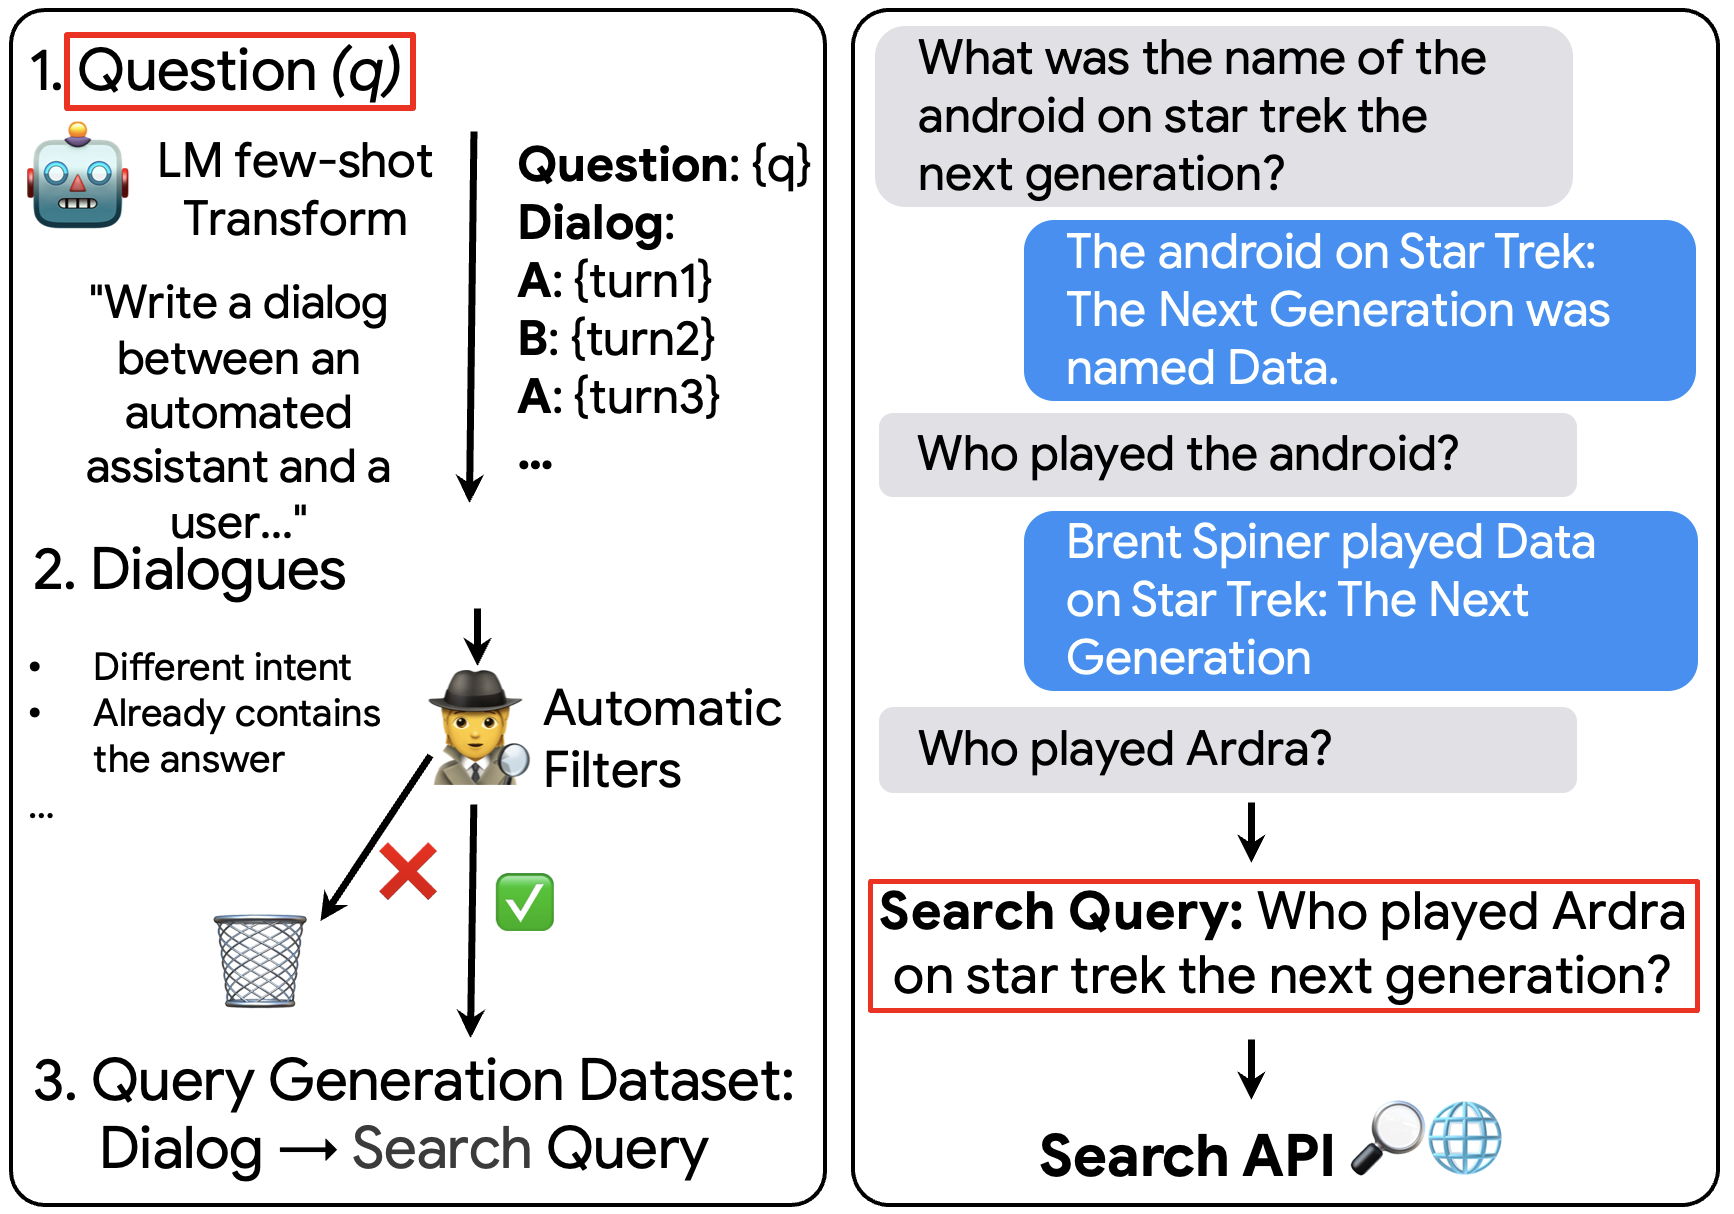 1. Question (q)
LM few-shot
Transform
"Write a dialog
between an
automated
assistant and a
user..."
Question: {q}
Dialog:
A: {turn1}
B: {turn2}
A: {turn3}
...
2. Dialogues
• Different intent
• Already contains
the answer
...
Automatic
Filters
3. Query Generation Dataset:
Dialog → Search Query
What was the name of the
android on star trek the
next generation?
The android on Star Trek:
The Next Generation was
named Data.
Who played the android?
Brent Spiner played Data
on Star Trek: The Next
Generation
Who played Ardra?
Search Query: Who played Ardra
on star trek the next generation?
Search API